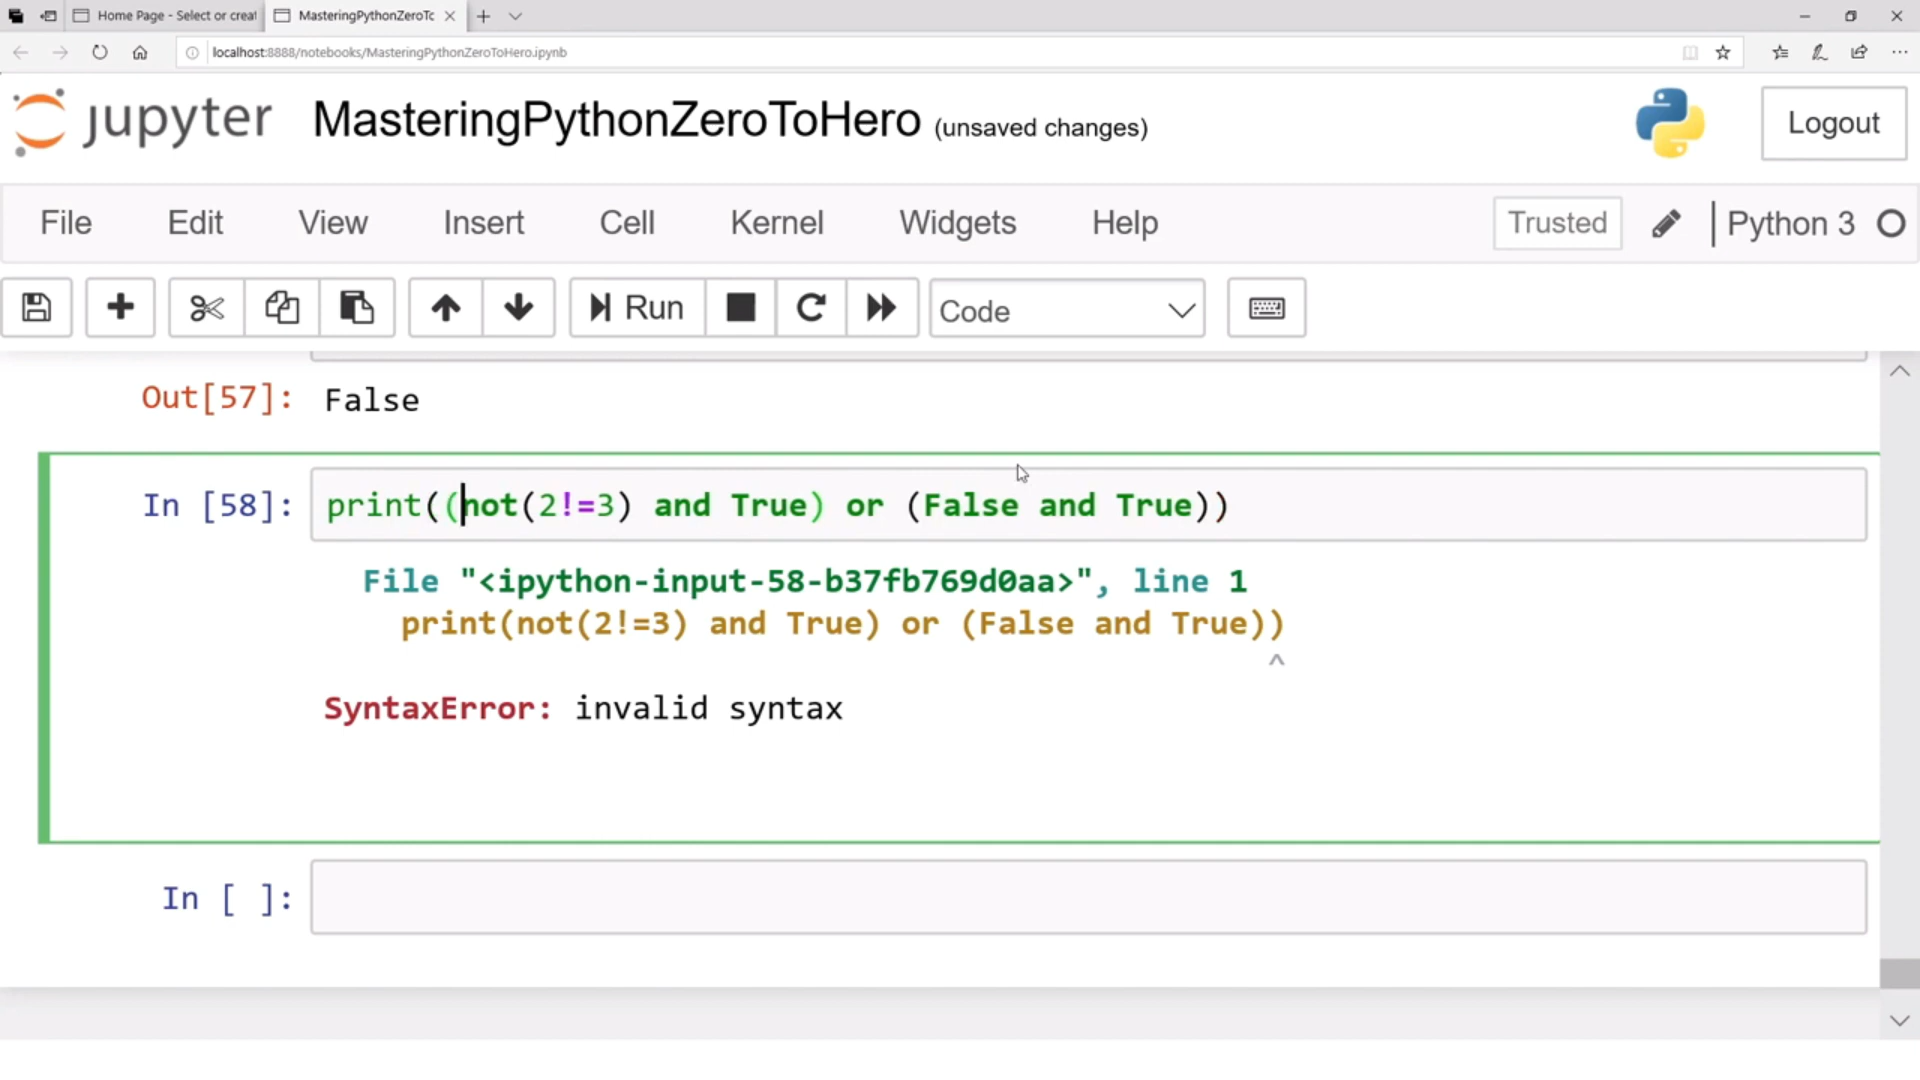 Home Page - Select or creat
MasteringPythonZeroTc
localhost:8888/notebooks/MasteringPythonZeroToHero.ipynb
jupyter MasteringPythonZeroToHero (unsaved changes) Logout
File Edit View Insert Cell Kernel Widgets Help Trusted Python 3
Run Code
Out[57]: False
In [58]: print((not(2!=3) and True) or (False and True))
File "<ipython-input-58-b37fb769d0aa>", line 1
print(not(2!=3) and True) or (False and True))
^
SyntaxError: invalid syntax
In [ ]: